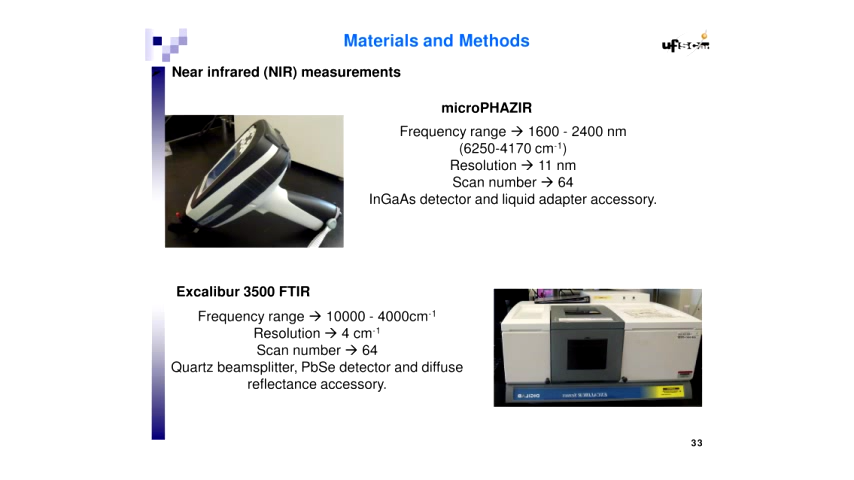 Materials and Methods
Near infrared (NIR) measurements
microPHAZIR
Frequency range → 1600 - 2400 nm
(6250-4170 cm-1)
Resolution → 11 nm
Scan number → 64
InGaAs detector and liquid adapter accessory.
Excalibur 3500 FTIR
Frequency range → 10000 - 4000cm-1
Resolution → 4 cm-1
Scan number → 64
Quartz beamsplitter, PbSe detector and diffuse
reflectance accessory.
33